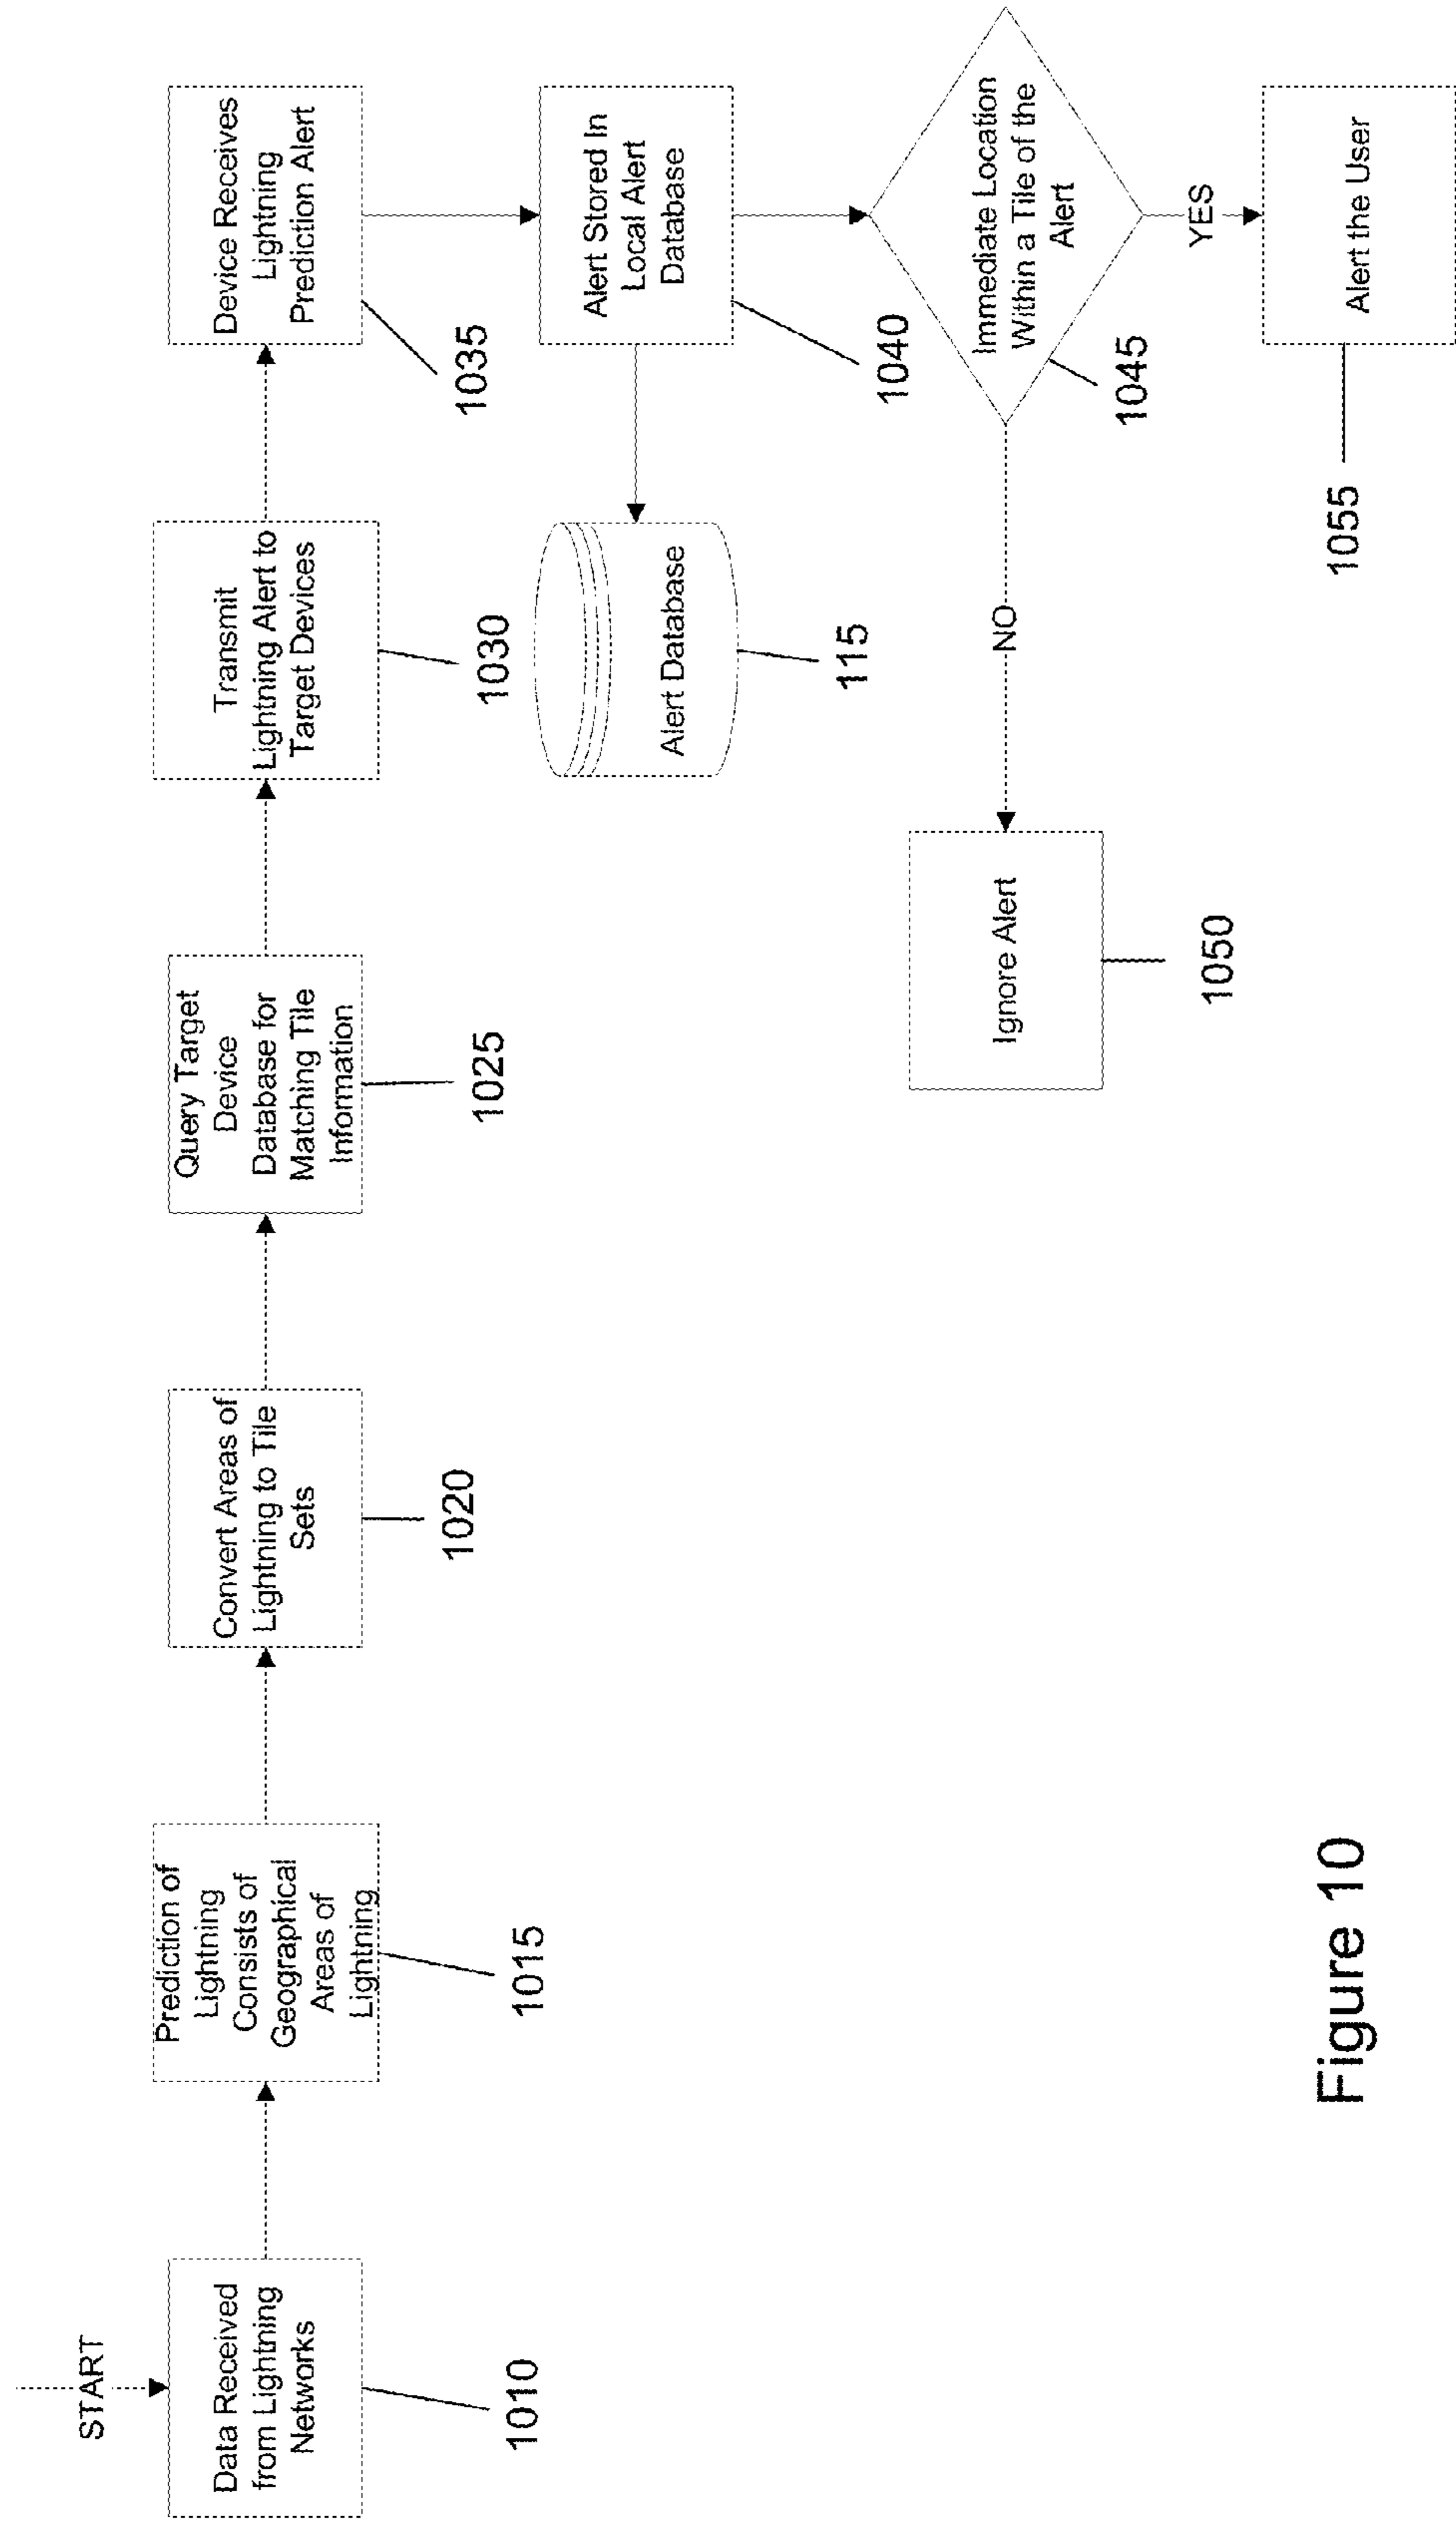 START
Data Received
from Lightning
Networks
1010
Prediction of
Lightning
Consists of
Geographical
Areas of
Lightning
1015
Convert Areas of
Lightning to Tile
Sets
1020
Query Target
Device
Database for
Matching Tile
Information
1025
Transmit
Lightning Alert to
Target Devices
1030
Device Receives
Lightning
Prediction Alert
1035
Alert Stored In
Local Alert
Database
1040
Alert Database
115
Immediate Location
Within a Tile of the
Alert
1045
NO
Ignore Alert
1050
YES
Alert the User
1055
Figure 10